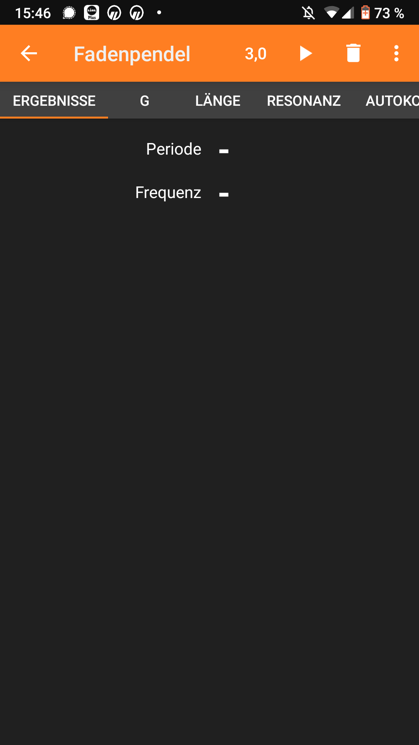 15:46 73 %
Fadenpendel 3,0
ERGEBNISSE G LÄNGE RESONANZ AUTOKO
Periode -
Frequenz -